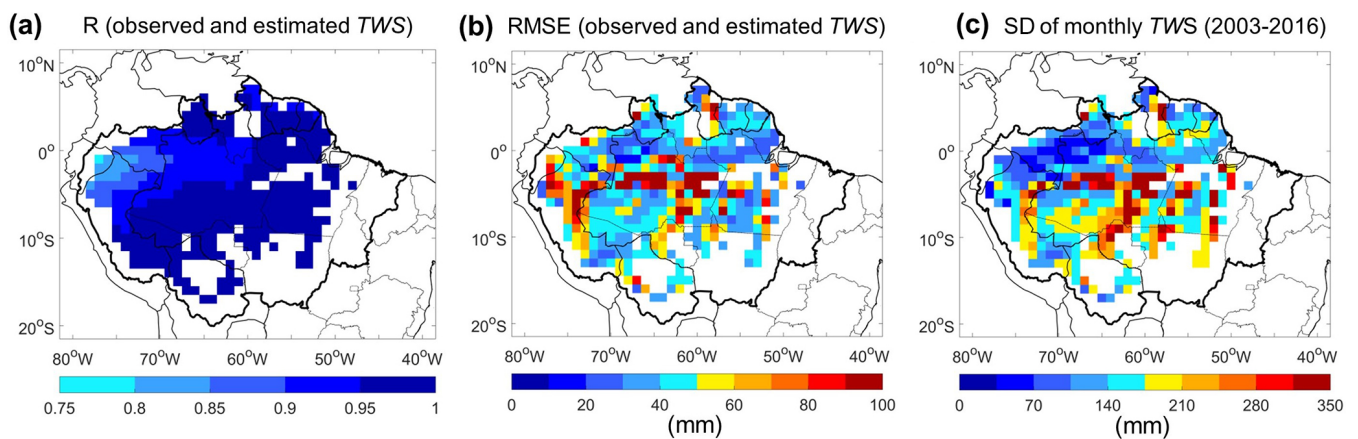 (a) R (observed and estimated TWS)
10°N
0°
10°S
20°S
80°W 70°W 60°W 50°W 40°W
0.75 0.8 0.85 0.9 0.95 1
(b) RMSE (observed and estimated TWS)
10°N
0°
10°S
20°S
80°W 70°W 60°W 50°W 40°W
0 20 40 60 80 100
(mm)
(c) SD of monthly TWS (2003-2016)
10°N
0°
10°S
20°S
80°W 70°W 60°W 50°W 40°W
0 70 140 210 280 350
(mm)